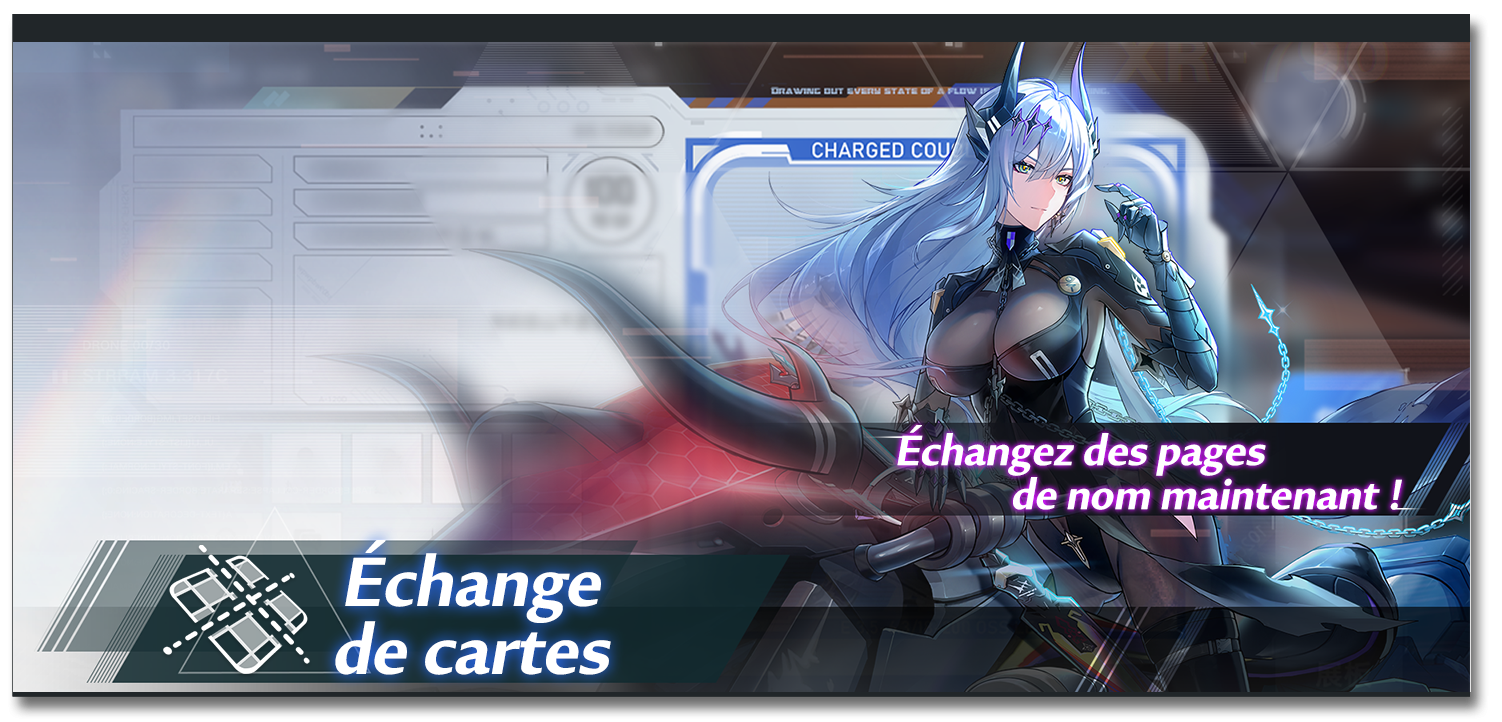 DRAWING OUT EVERY STATE OF A FLOW
CHARGED COU
Échangez des pages
de nom maintenant !
Échange
de cartes